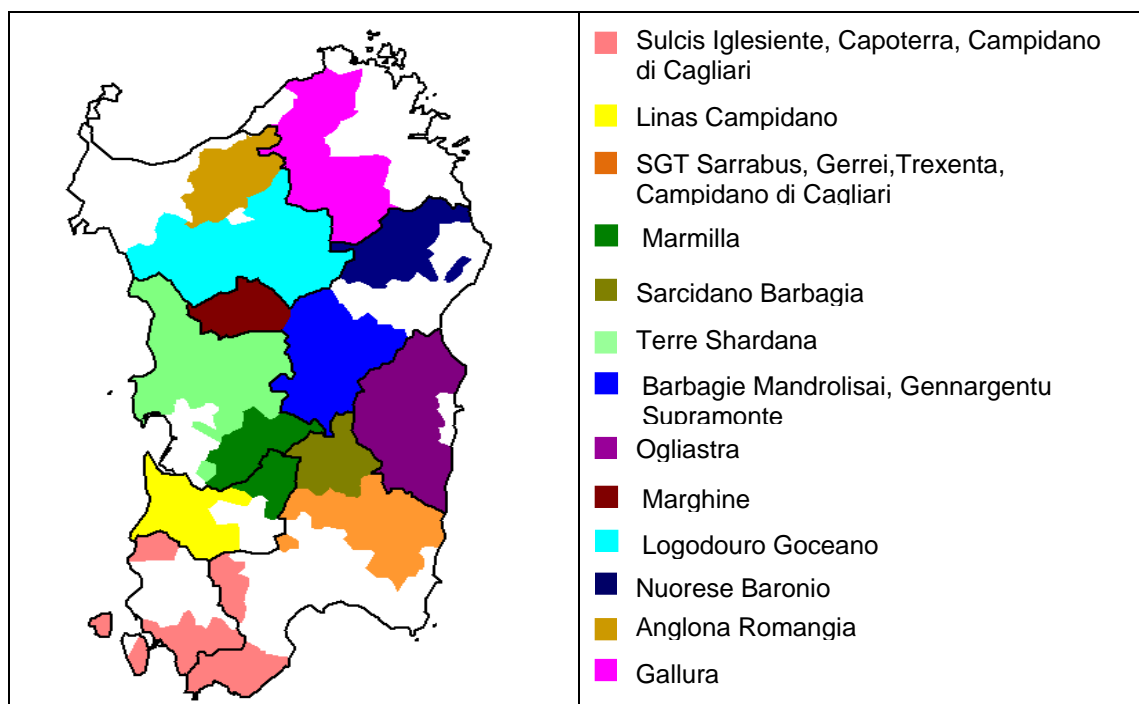 Sulcis Iglesiente, Capoterra, Campidano
di Cagliari
Linas Campidano
SGT Sarrabus, Gerrei,Trexenta,
Campidano di Cagliari
Marmilla
Sarcidano Barbagia
Terre Shardana
Barbagie Mandrolisai, Gennargentu
Supramonte
Ogliastra
Marghine
Logodouro Goceano
Nuorese Baronio
Anglona Romangia
Gallura